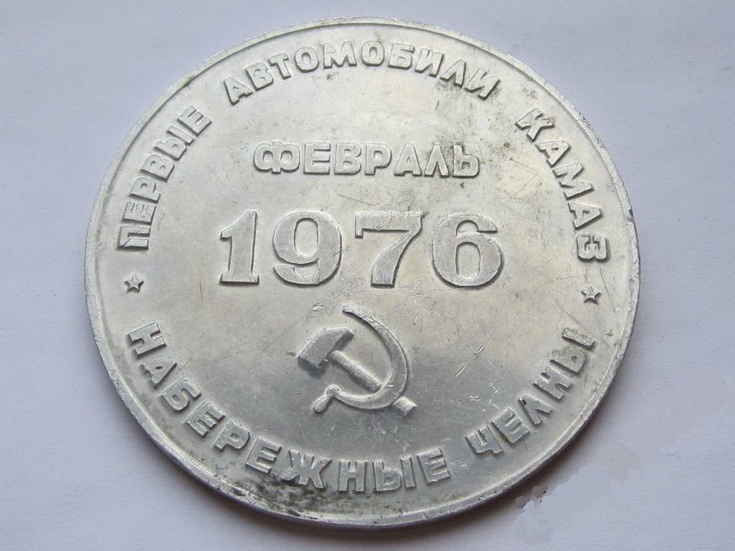 ПЕРВЫЕ АВТОМОБИЛИ КАМАЗ
ФЕВРАЛЬ
1976
НАБЕРЕЖНЫЕ ЧЕЛНЫ